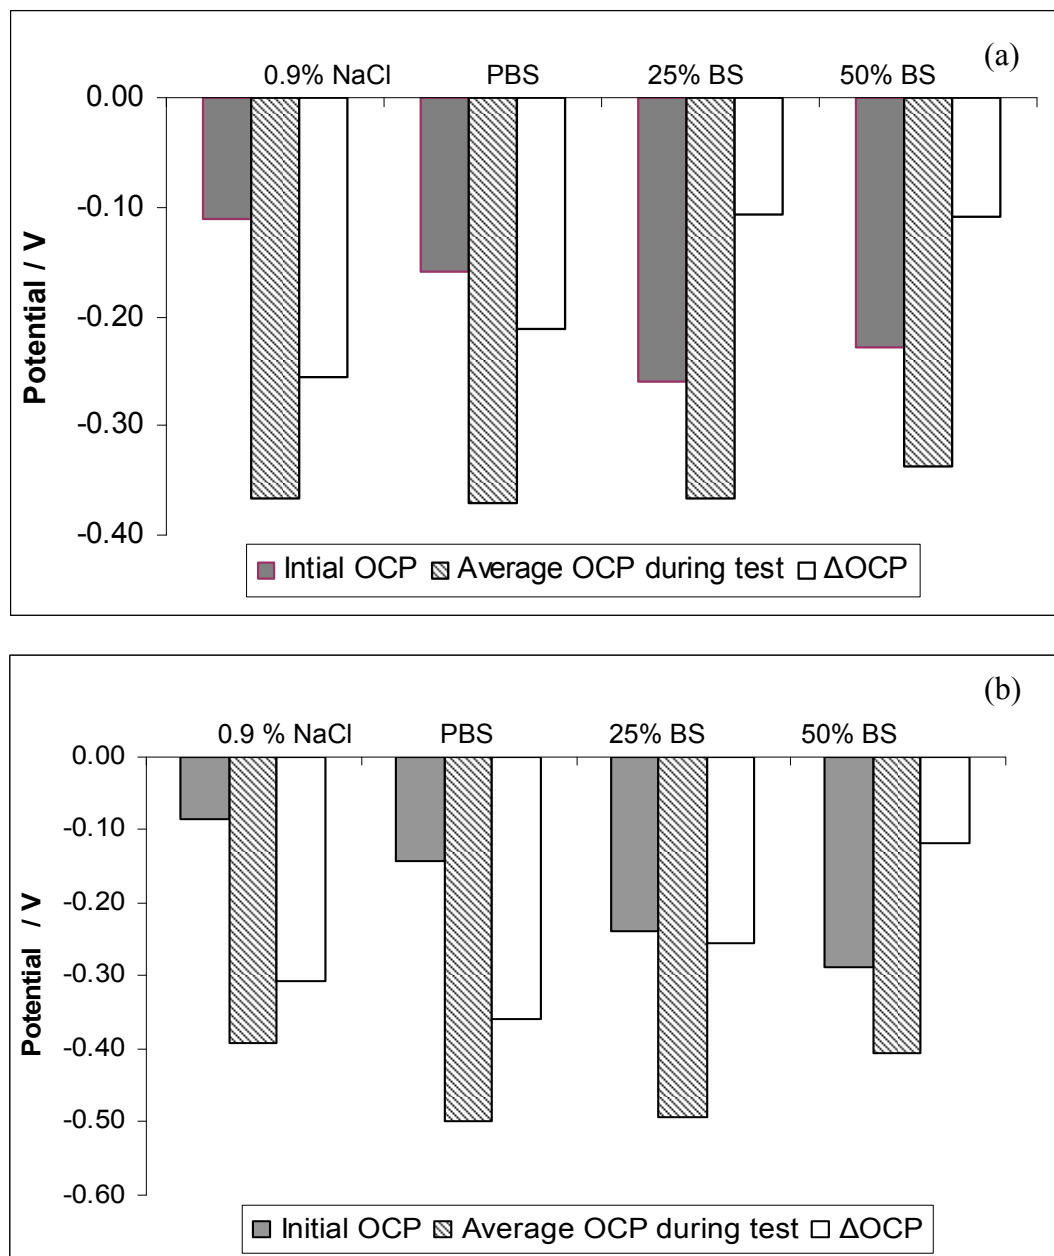 (a)
0.9% NaCl PBS 25% BS 50% BS
0.00
-0.10
-0.20
-0.30
-0.40
Potential / V
Intial OCP Average OCP during test ΔOCP
(b)
0.9 % NaCl PBS 25% BS 50% BS
0.00
-0.10
-0.20
-0.30
-0.40
-0.50
-0.60
Potential / V
Initial OCP Average OCP during test ΔOCP